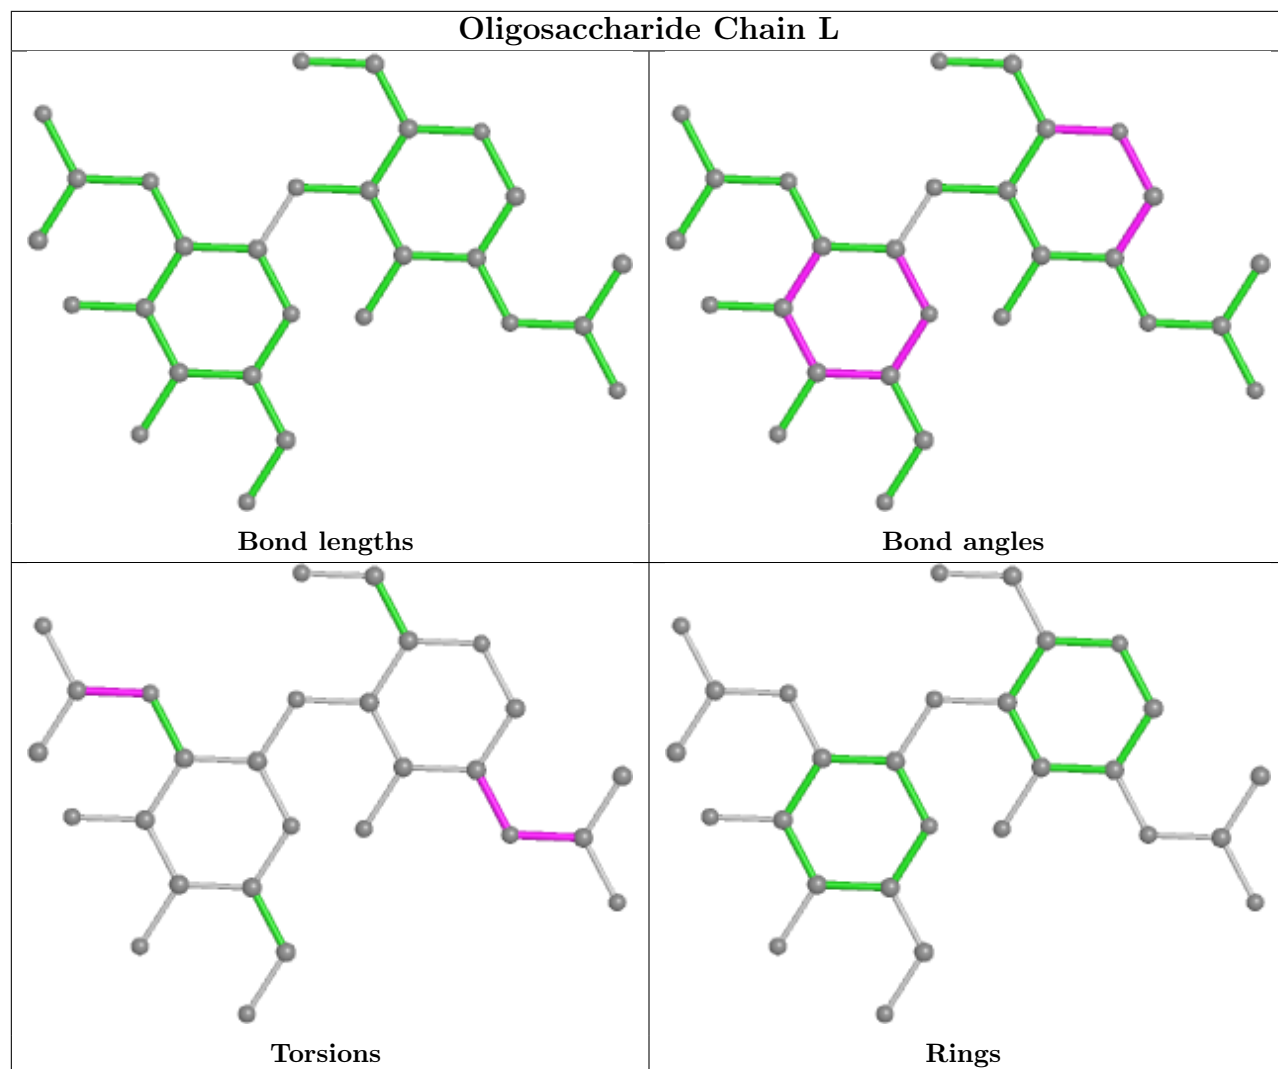 Oligosaccharide Chain L
Bond lengths
Bond angles
Torsions
Rings